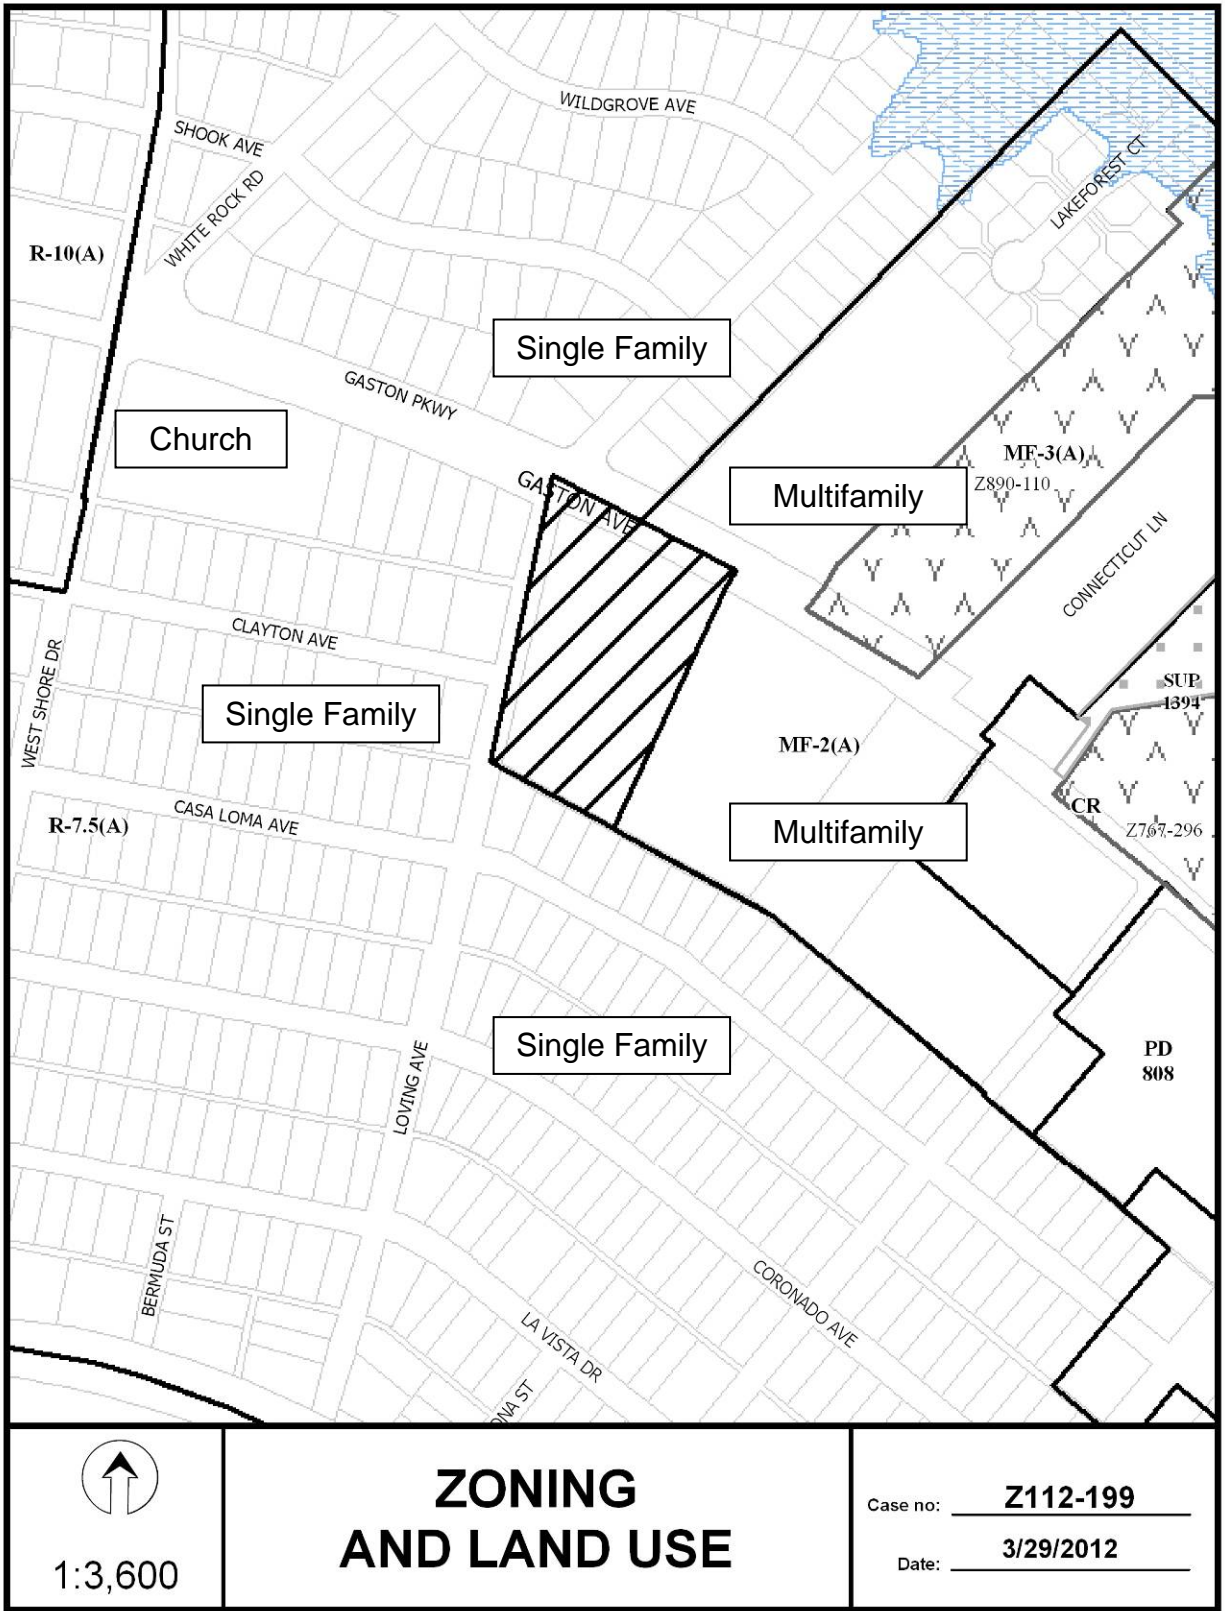 WILDGROVE AVE
SHOOK AVE
WHITE ROCK RD
LAKEFOREST CT
R-10(A)
Single Family
GASTON PKWY
Church
MF-3(A)
Z890-110
Multifamily
GASTON AVE
CONNECTICUT LN
CLAYTON AVE
WEST SHORE DR
Single Family
SUP
1394
MF-2(A)
CASA LOMA AVE
R-7.5(A)
Multifamily
CR
Z767-296
Single Family
PD
808
LOVING AVE
BERMUDA ST
CORONADO AVE
LA VISTA DR
ONA ST
1:3,600
ZONING
AND LAND USE
Case no: Z112-199
Date: 3/29/2012